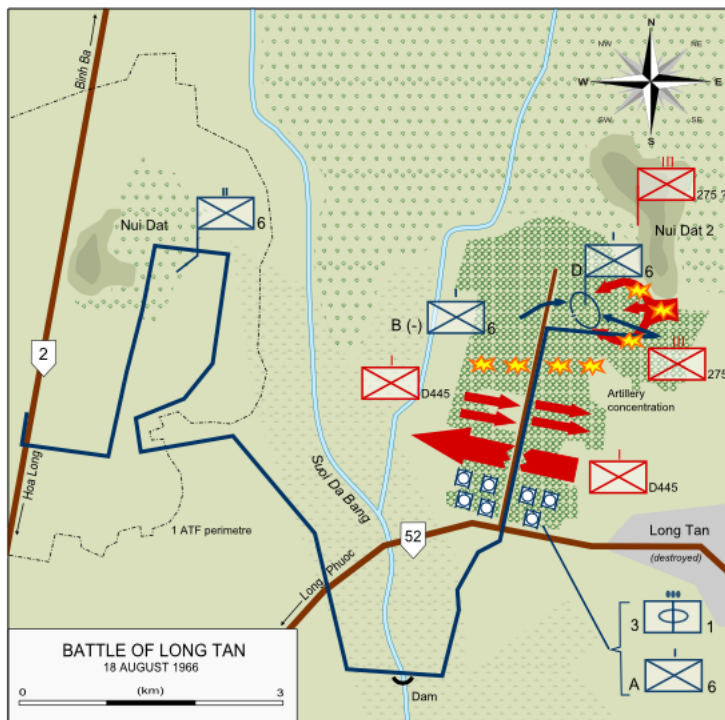 N
NW
NE
W
E
SW
SE
S
Binh Ba
II
6
Nui Dat
III
275 ?
Nui Dat 2
I
D
6
I
B (-)
6
2
III
275
I
D445
Artillery
concentration
Hoa Long
Suoi Da Bang
I
D445
1 ATF perimetre
52
Long Tan
(destroyed)
Long Phuoc
3
1
I
A
6
Dam
BATTLE OF LONG TAN
18 AUGUST 1966
(km)
0
3